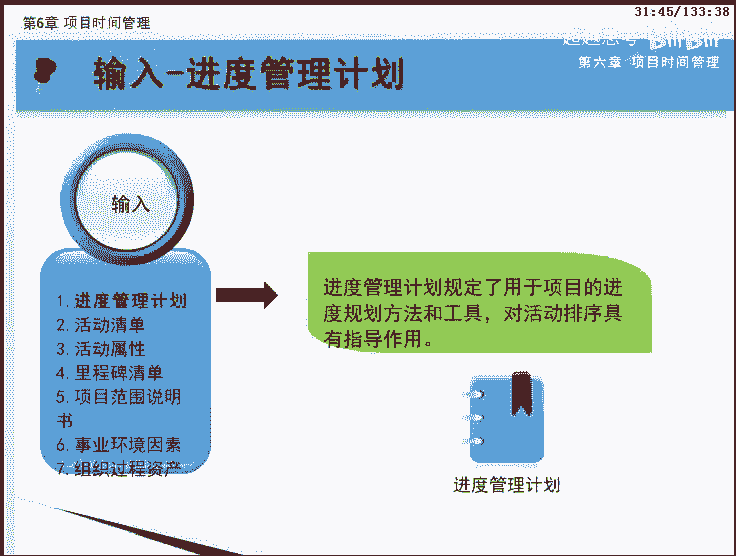 第6章 项目时间管理
31:45/133:38
第六章 项目时间管理
输入-进度管理计划
输入
1. 进度管理计划
2. 活动清单
3. 活动属性
4. 里程碑清单
5. 项目范围说明
书
6. 事业环境因素
7. 组织过程资产
进度管理计划规定了用于项目的进
度规划方法和工具，对活动排序具
有指导作用。
进度管理计划